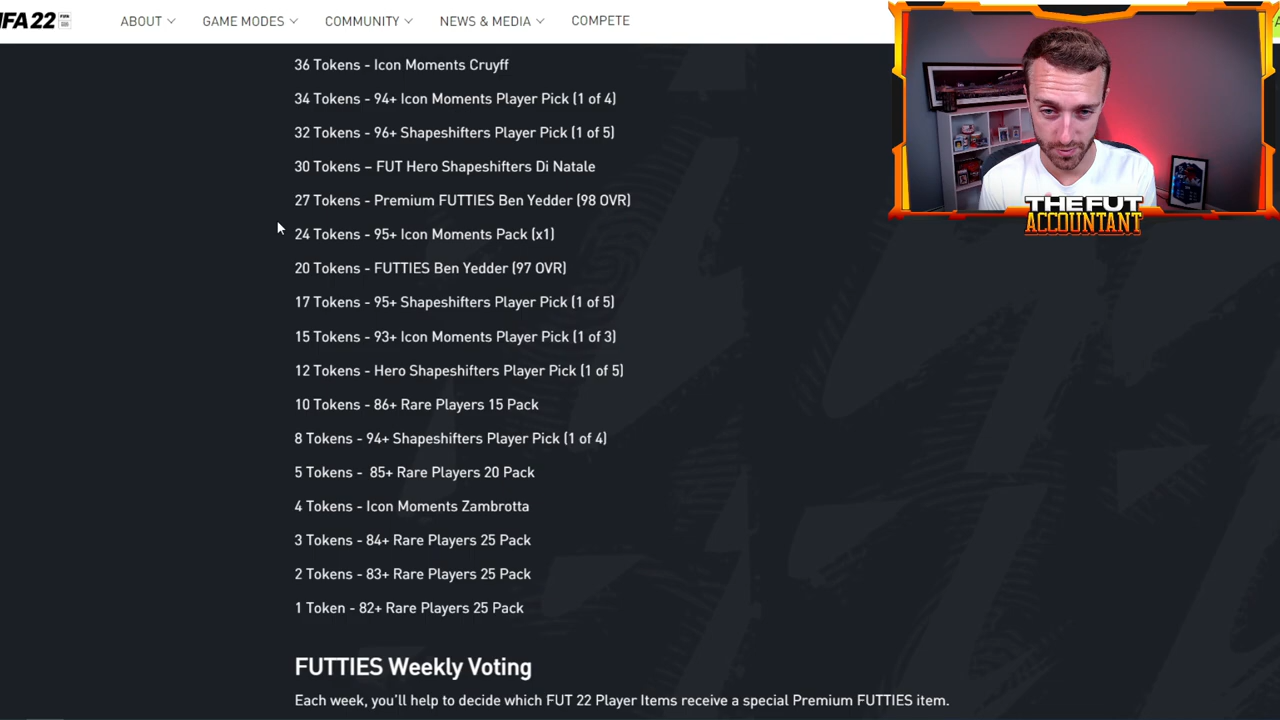 IFA 22
ABOUT
GAME MODES
COMMUNITY
NEWS & MEDIA
COMPETE
36 Tokens - Icon Moments Cruyff
34 Tokens - 94+ Icon Moments Player Pick (1 of 4)
32 Tokens - 96+ Shapeshifters Player Pick (1 of 5)
30 Tokens – FUT Hero Shapeshifters Di Natale
27 Tokens - Premium FUTTIES Ben Yedder (98 OVR)
24 Tokens - 95+ Icon Moments Pack (x1)
20 Tokens - FUTTIES Ben Yedder (97 OVR)
17 Tokens - 95+ Shapeshifters Player Pick (1 of 5)
15 Tokens - 93+ Icon Moments Player Pick (1 of 3)
12 Tokens - Hero Shapeshifters Player Pick (1 of 5)
10 Tokens - 86+ Rare Players 15 Pack
8 Tokens - 94+ Shapeshifters Player Pick (1 of 4)
5 Tokens -  85+ Rare Players 20 Pack
4 Tokens - Icon Moments Zambrotta
3 Tokens - 84+ Rare Players 25 Pack
2 Tokens - 83+ Rare Players 25 Pack
1 Token - 82+ Rare Players 25 Pack
FUTTIES Weekly Voting
Each week, you'll help to decide which FUT 22 Player Items receive a special Premium FUTTIES item.
THE FUT
ACCOUNTANT